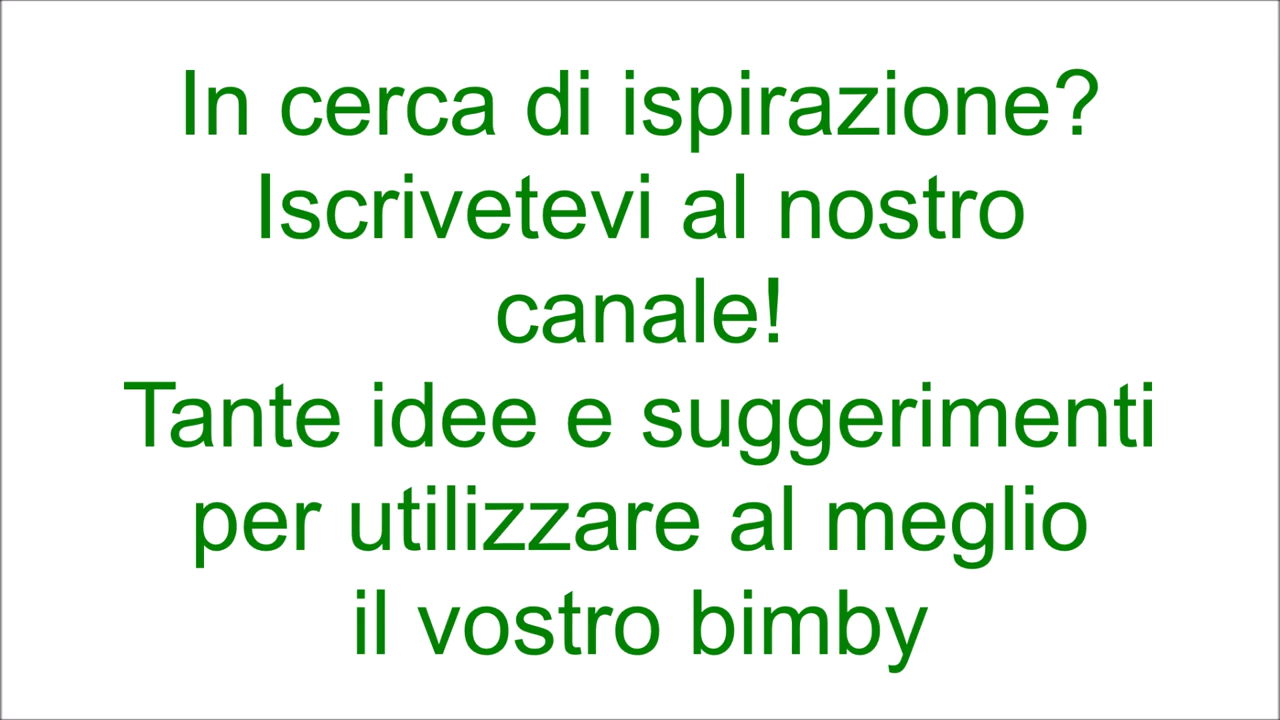 In cerca di ispirazione?
Iscrivetevi al nostro
canale!
Tante idee e suggerimenti
per utilizzare al meglio
il vostro bimby